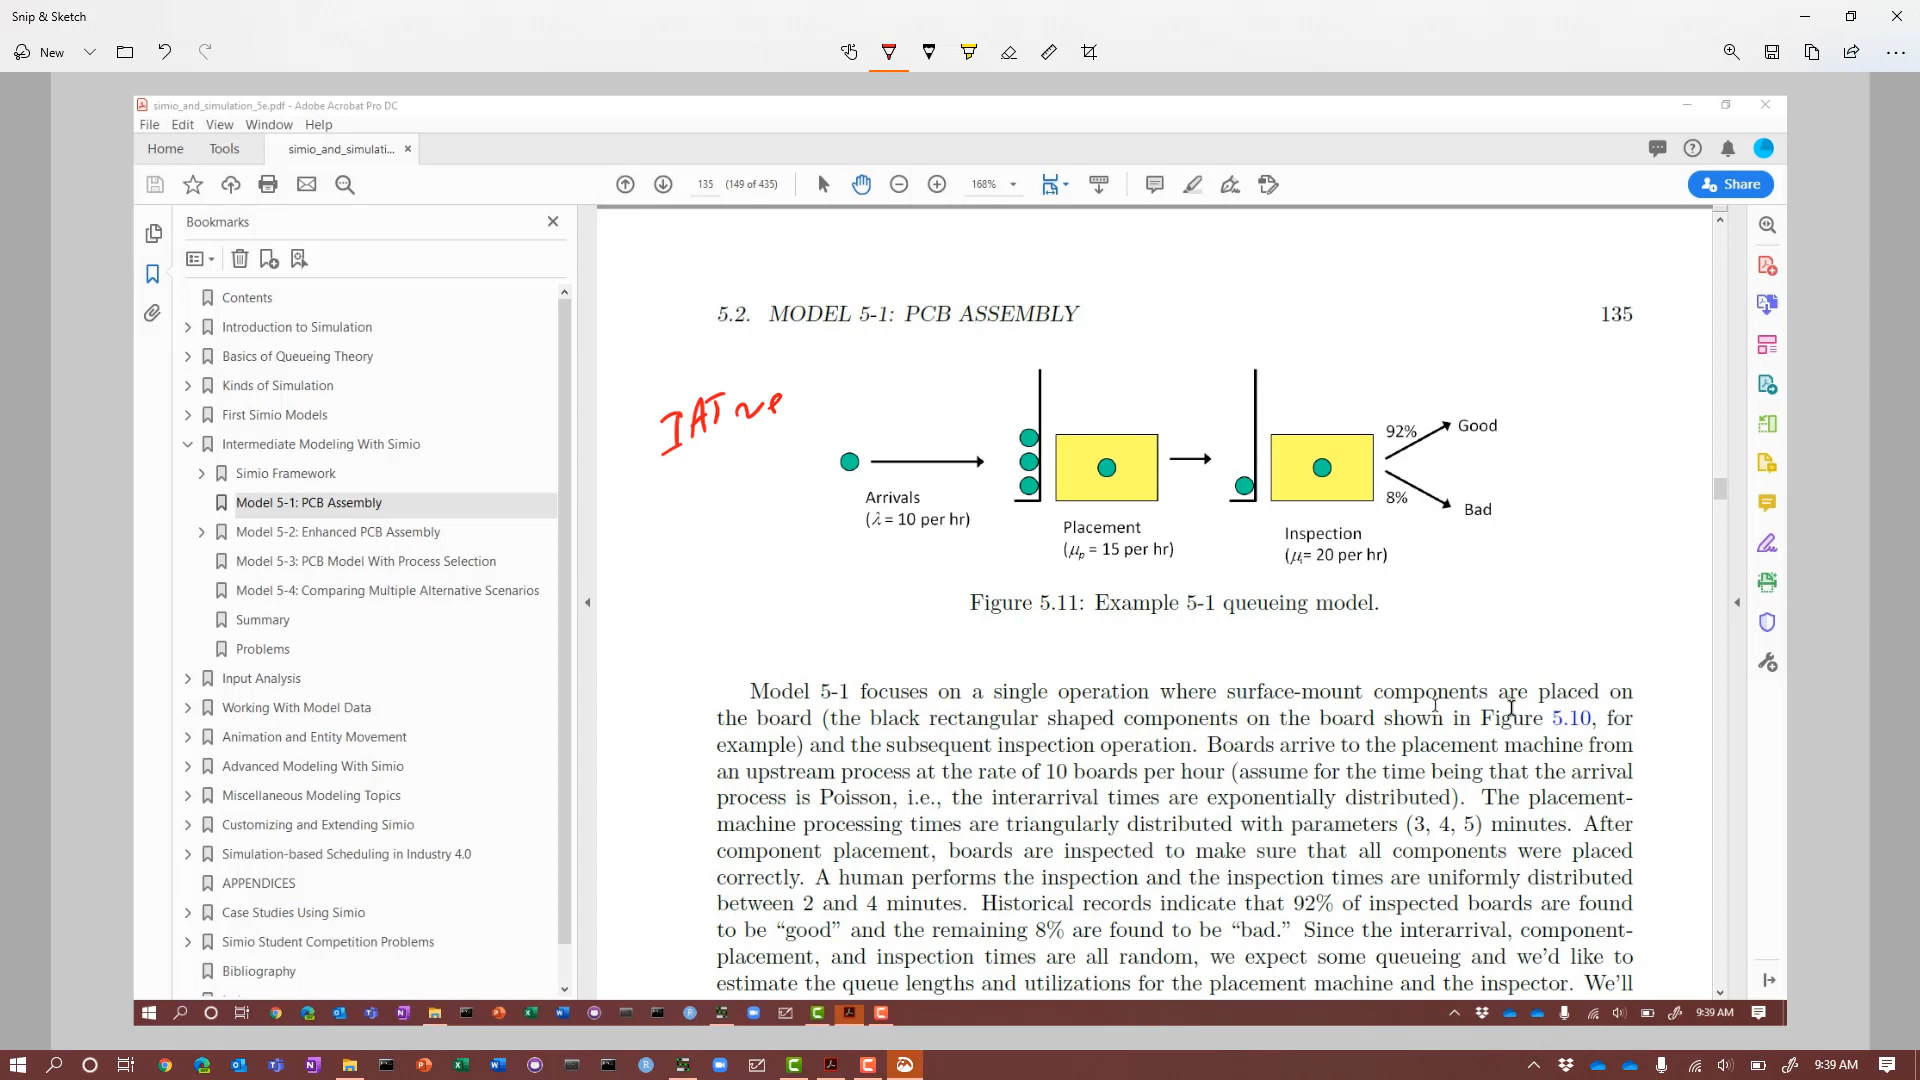 Snip & Sketch
New
simio_and_simulation_5e.pdf - Adobe Acrobat Pro DC
File Edit View Window Help
Home Tools simio_and_simulati... ×
135 (149 of 435) 168% Share
Bookmarks
Contents
Introduction to Simulation
Basics of Queueing Theory
Kinds of Simulation
First Simio Models
Intermediate Modeling With Simio
Simio Framework
Model 5-1: PCB Assembly
Model 5-2: Enhanced PCB Assembly
Model 5-3: PCB Model With Process Selection
Model 5-4: Comparing Multiple Alternative Scenarios
Summary
Problems
Input Analysis
Working With Model Data
Animation and Entity Movement
Advanced Modeling With Simio
Miscellaneous Modeling Topics
Customizing and Extending Simio
Simulation-based Scheduling in Industry 4.0
APPENDICES
Case Studies Using Simio
Simio Student Competition Problems
Bibliography
5.2. MODEL 5-1: PCB ASSEMBLY 135
IAT ~ e
Arrivals
(λ = 10 per hr)
Placement
(μp = 15 per hr)
Inspection
(μi= 20 per hr)
92% Good
8% Bad
Figure 5.11: Example 5-1 queueing model.
Model 5-1 focuses on a single operation where surface-mount components are placed on
the board (the black rectangular shaped components on the board shown in Figure 5.10, for
example) and the subsequent inspection operation. Boards arrive to the placement machine from
an upstream process at the rate of 10 boards per hour (assume for the time being that the arrival
process is Poisson, i.e., the interarrival times are exponentially distributed). The placement-
machine processing times are triangularly distributed with parameters (3, 4, 5) minutes. After
component placement, boards are inspected to make sure that all components were placed
correctly. A human performs the inspection and the inspection times are uniformly distributed
between 2 and 4 minutes. Historical records indicate that 92% of inspected boards are found
to be “good” and the remaining 8% are found to be “bad.” Since the interarrival, component-
placement, and inspection times are all random, we expect some queueing and we’d like to
estimate the queue lengths and utilizations for the placement machine and the inspector. We’ll
9:39 AM
9:39 AM